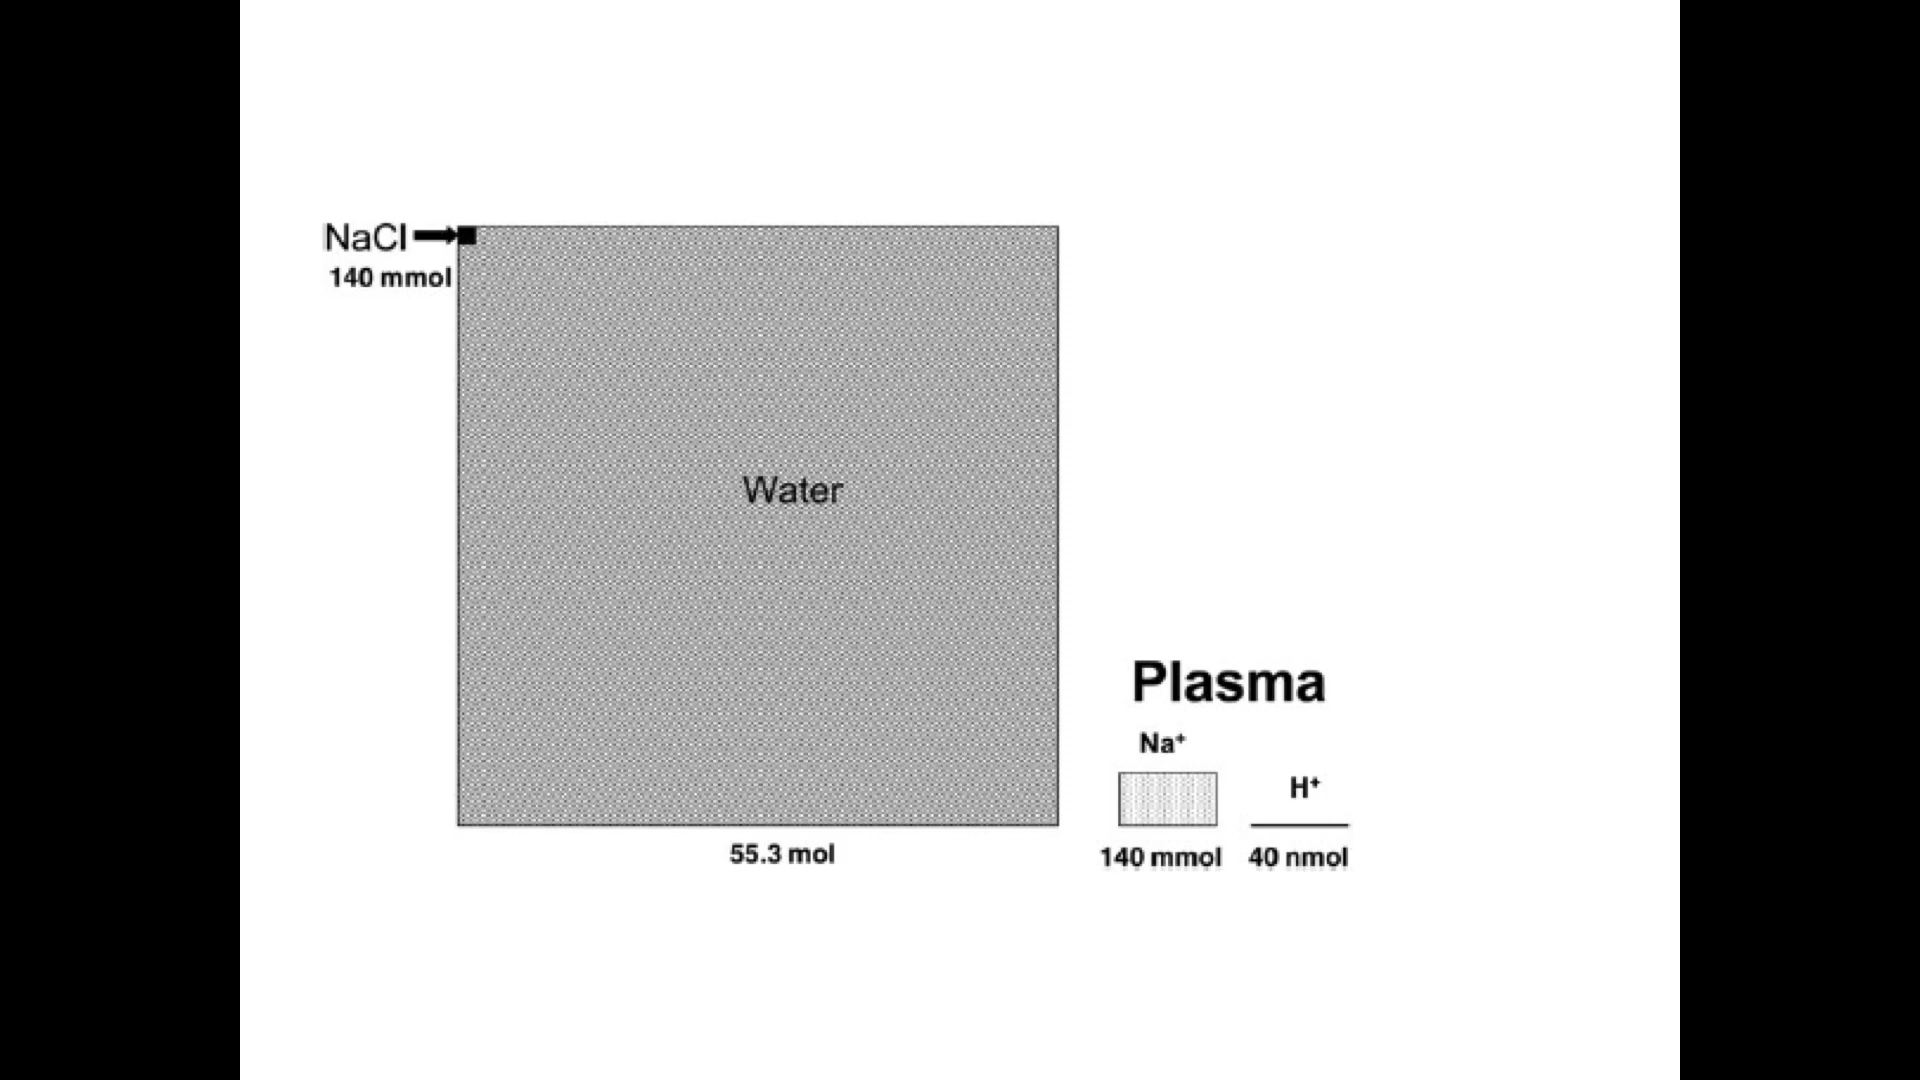 NaCl
140 mmol
Water
55.3 mol
Plasma
Na⁺
H⁺
140 mmol
40 nmol